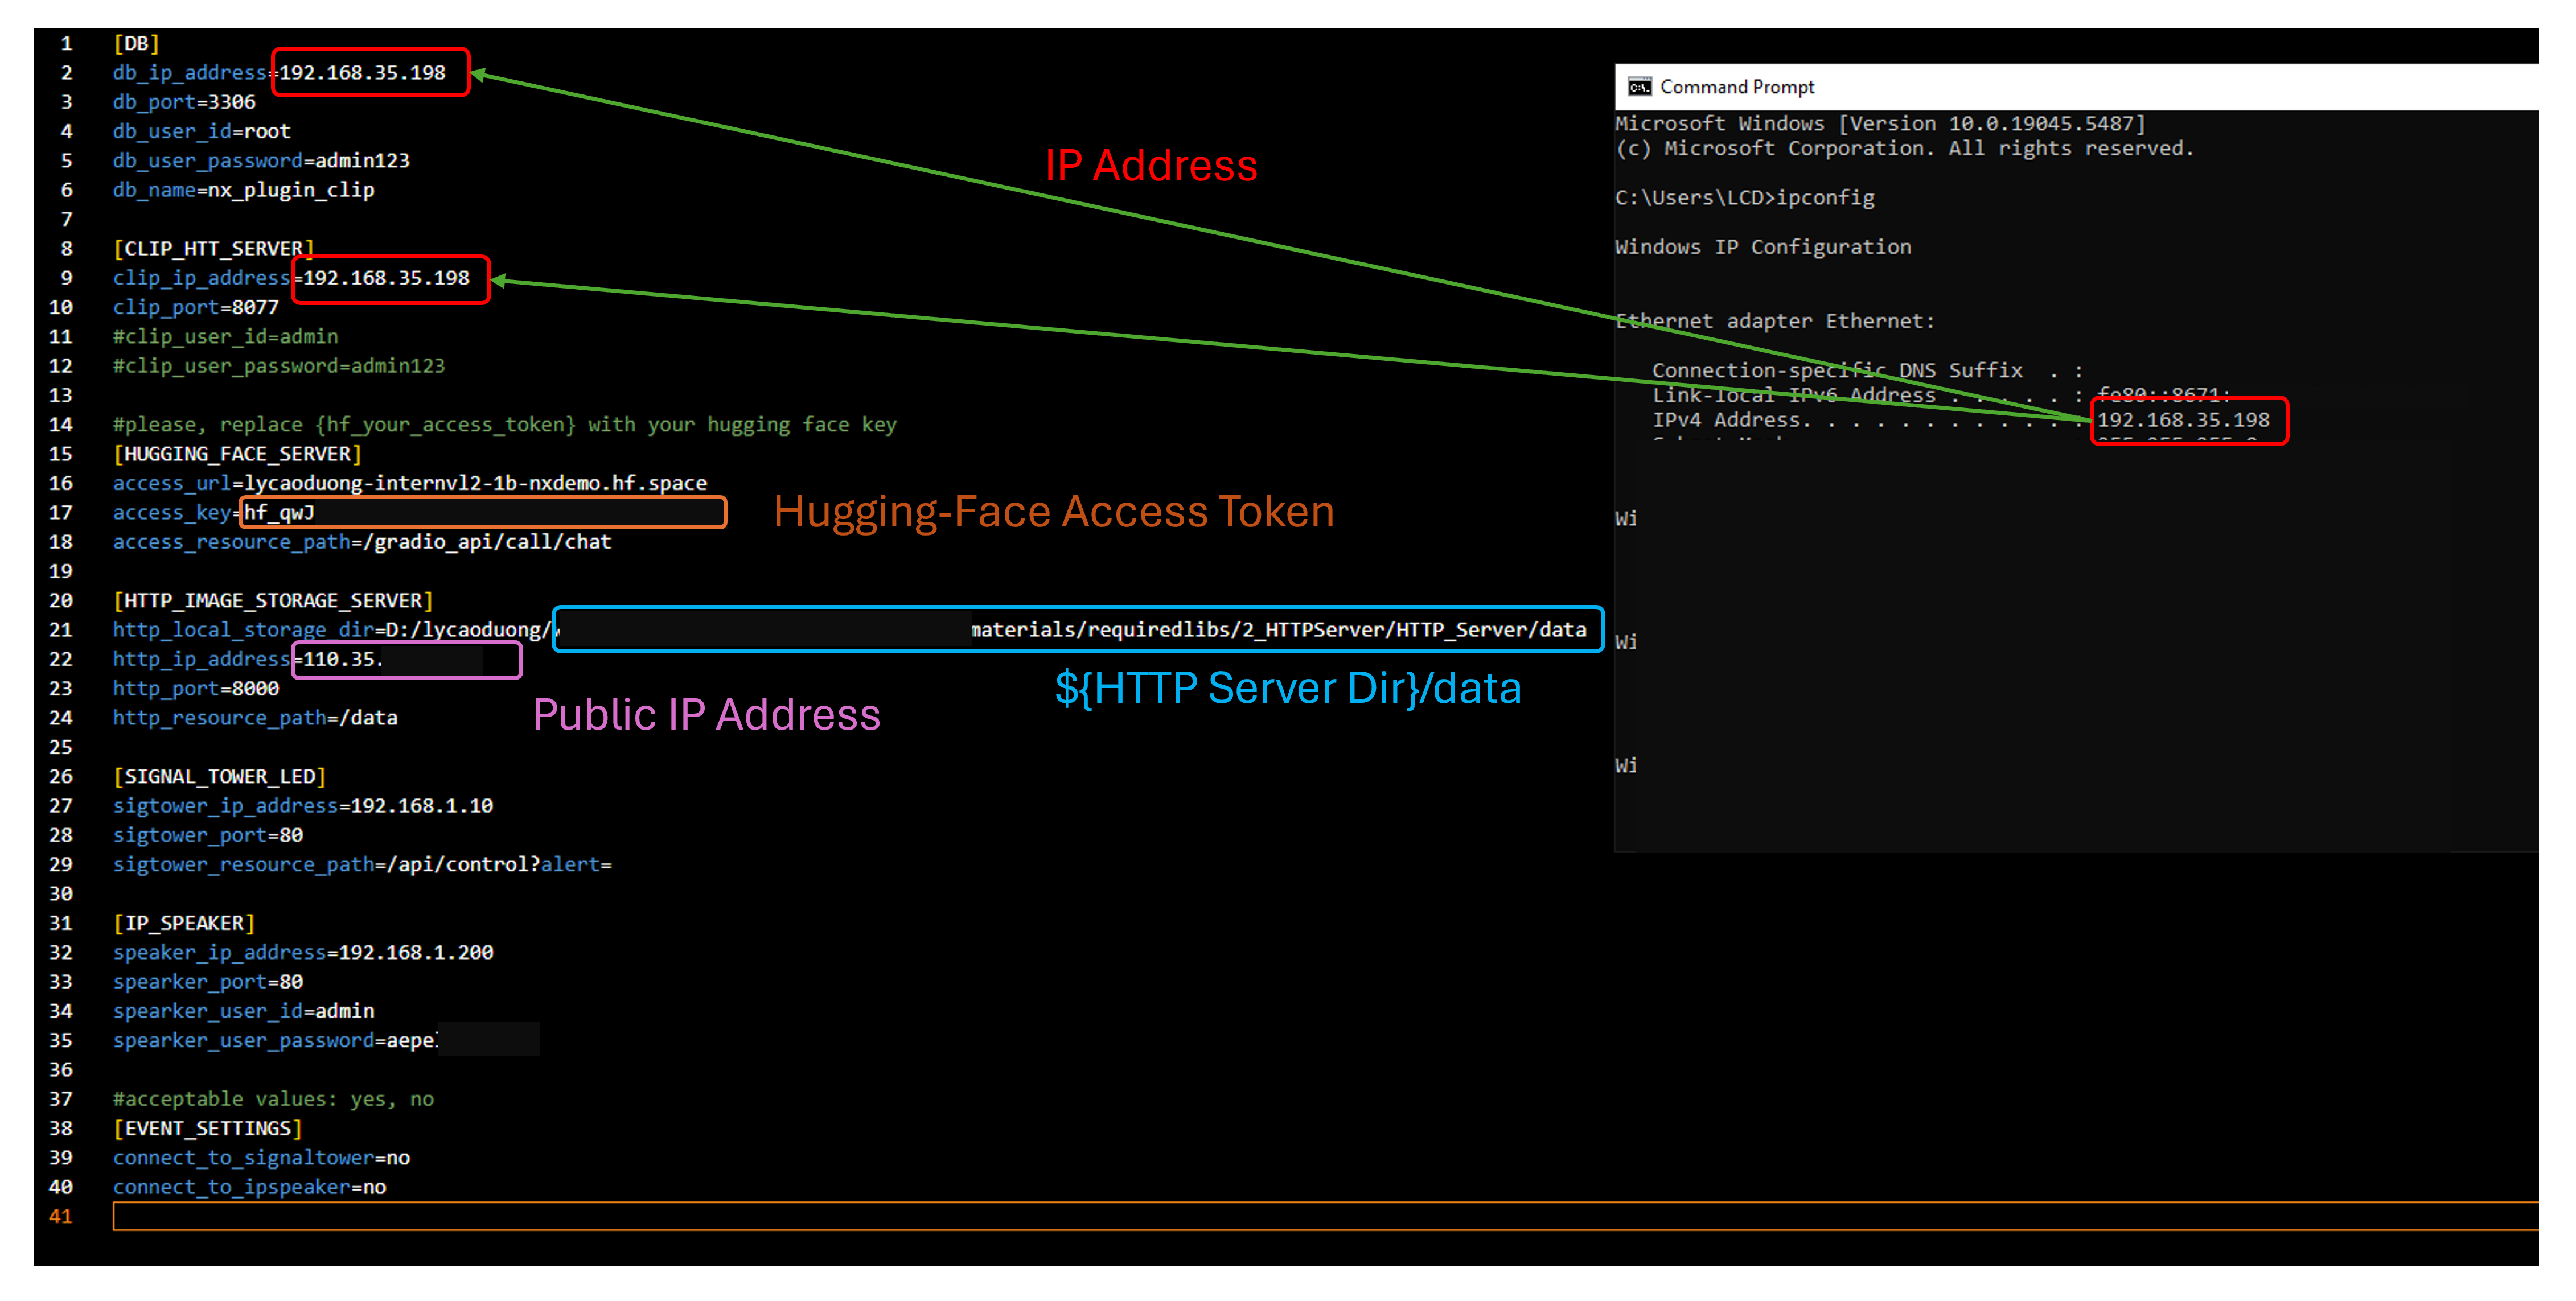 1 [DB]
2 db_ip_address=192.168.35.198
3 db_port=3306
4 db_user_id=root
5 db_user_password=admin123
6 db_name=nx_plugin_clip
7
8 [CLIP_HTT_SERVER]
9 clip_ip_address=192.168.35.198
10 clip_port=8077
11 #clip_user_id=admin
12 #clip_user_password=admin123
13
14 #please, replace {hf_your_access_token} with your hugging face key
15 [HUGGING_FACE_SERVER]
16 access_url=lycaoduong-internvl2-1b-nxdemo.hf.space
17 access_key=hf_qwJ
18 access_resource_path=/gradio_api/call/chat
19
20 [HTTP_IMAGE_STORAGE_SERVER]
21 http_local_storage_dir=D:/lycaoduong/ materials/requiredlibs/2_HTTPServer/HTTP_Server/data
22 http_ip_address=110.35.
23 http_port=8000
24 http_resource_path=/data
25
26 [SIGNAL_TOWER_LED]
27 sigtower_ip_address=192.168.1.10
28 sigtower_port=80
29 sigtower_resource_path=/api/control?alert=
30
31 [IP_SPEAKER]
32 speaker_ip_address=192.168.1.200
33 spearker_port=80
34 spearker_user_id=admin
35 spearker_user_password=aepel
36
37 #acceptable values: yes, no
38 [EVENT_SETTINGS]
39 connect_to_signaltower=no
40 connect_to_ipspeaker=no
41
IP Address
Hugging-Face Access Token
${HTTP Server Dir}/data
Public IP Address
Command Prompt
Microsoft Windows [Version 10.0.19045.5487]
(c) Microsoft Corporation. All rights reserved.
C:\Users\LCD>ipconfig
Windows IP Configuration
Ethernet adapter Ethernet:
Connection-specific DNS Suffix . :
Link-local IPv6 Address . . . . . : fe80::8671:
IPv4 Address. . . . . . . . . . . : 192.168.35.198
Wi
Wi
Wi